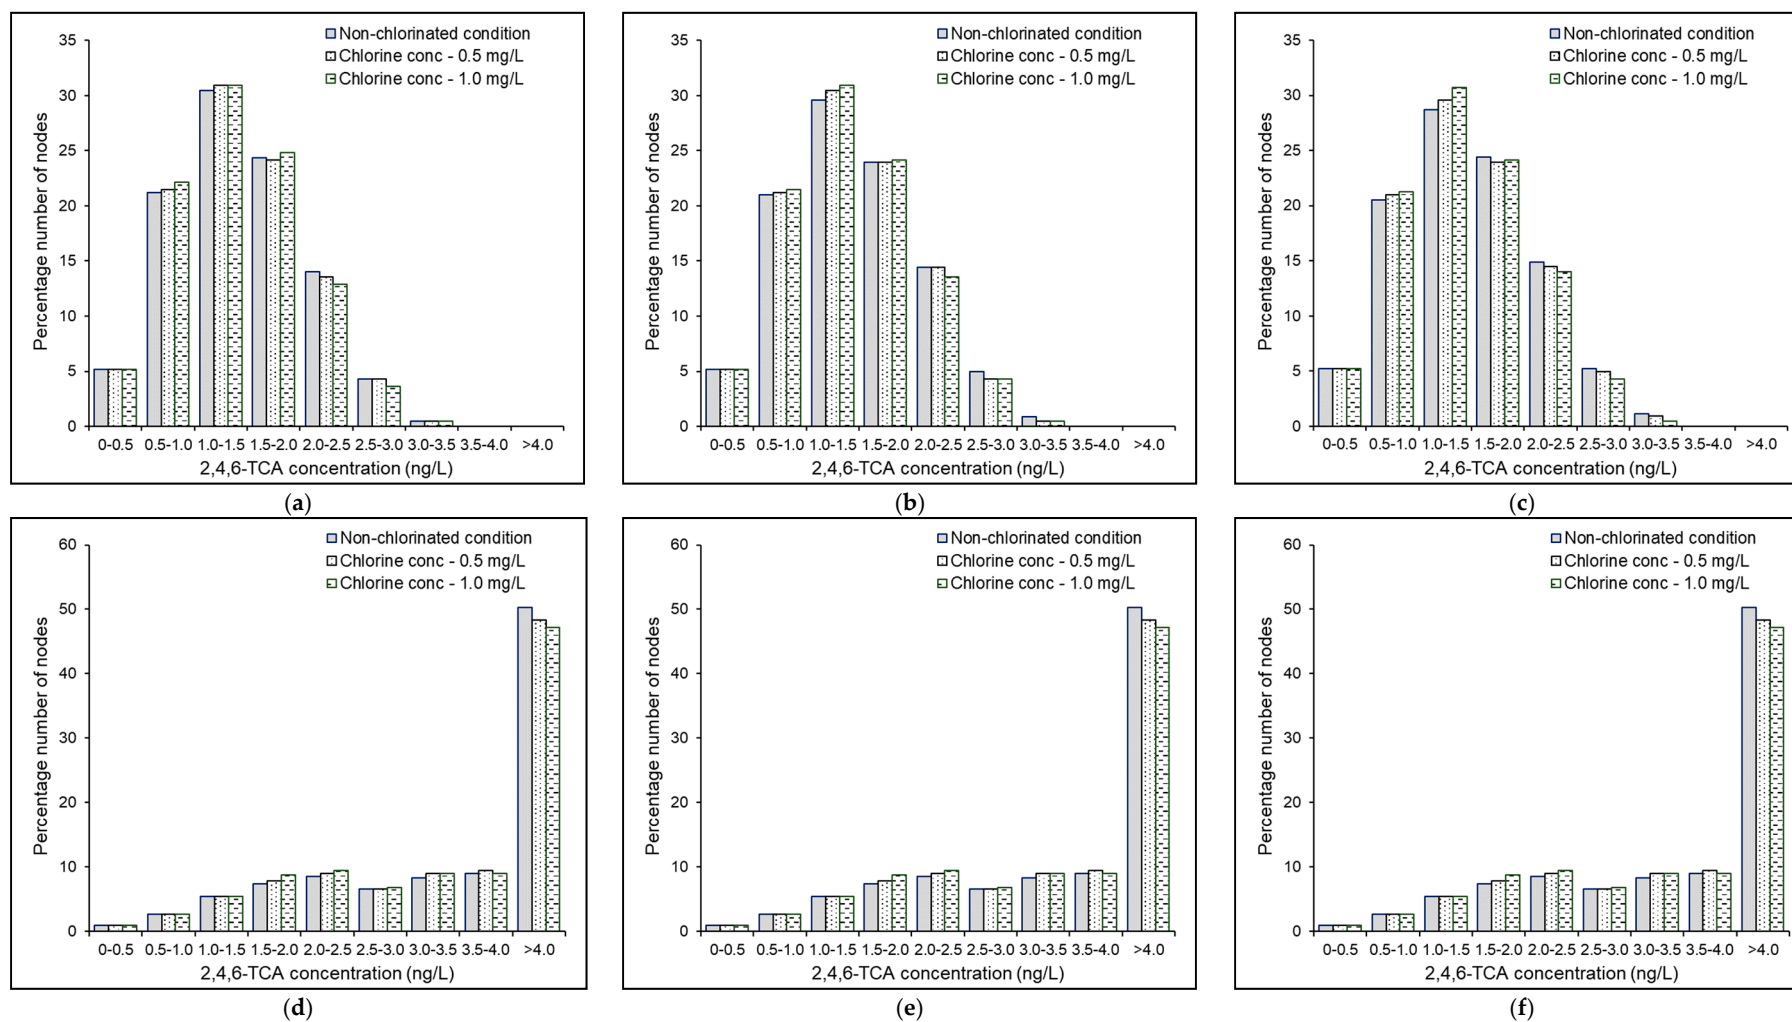 Non-chlorinated condition
Chlorine conc - 0.5 mg/L
Chlorine conc - 1.0 mg/L
Percentage number of nodes
35
30
25
20
15
10
5
0
0-0.5 0.5-1.0 1.0-1.5 1.5-2.0 2.0-2.5 2.5-3.0 3.0-3.5 3.5-4.0 >4.0
2,4,6-TCA concentration (ng/L)
(a)
Non-chlorinated condition
Chlorine conc - 0.5 mg/L
Chlorine conc - 1.0 mg/L
Percentage number of nodes
35
30
25
20
15
10
5
0
0-0.5 0.5-1.0 1.0-1.5 1.5-2.0 2.0-2.5 2.5-3.0 3.0-3.5 3.5-4.0 >4.0
2,4,6-TCA concentration (ng/L)
(b)
Non-chlorinated condition
Chlorine conc - 0.5 mg/L
Chlorine conc - 1.0 mg/L
Percentage number of nodes
35
30
25
20
15
10
5
0
0-0.5 0.5-1.0 1.0-1.5 1.5-2.0 2.0-2.5 2.5-3.0 3.0-3.5 3.5-4.0 >4.0
2,4,6-TCA concentration (ng/L)
(c)
Non-chlorinated condition
Chlorine conc - 0.5 mg/L
Chlorine conc - 1.0 mg/L
Percentage number of nodes
60
50
40
30
20
10
0
0-0.5 0.5-1.0 1.0-1.5 1.5-2.0 2.0-2.5 2.5-3.0 3.0-3.5 3.5-4.0 >4.0
2,4,6-TCA concentration (ng/L)
(d)
Non-chlorinated condition
Chlorine conc - 0.5 mg/L
Chlorine conc - 1.0 mg/L
Percentage number of nodes
60
50
40
30
20
10
0
0-0.5 0.5-1.0 1.0-1.5 1.5-2.0 2.0-2.5 2.5-3.0 3.0-3.5 3.5-4.0 >4.0
2,4,6-TCA concentration (ng/L)
(e)
Non-chlorinated condition
Chlorine conc - 0.5 mg/L
Chlorine conc - 1.0 mg/L
Percentage number of nodes
60
50
40
30
20
10
0
0-0.5 0.5-1.0 1.0-1.5 1.5-2.0 2.0-2.5 2.5-3.0 3.0-3.5 3.5-4.0 >4.0
2,4,6-TCA concentration (ng/L)
(f)